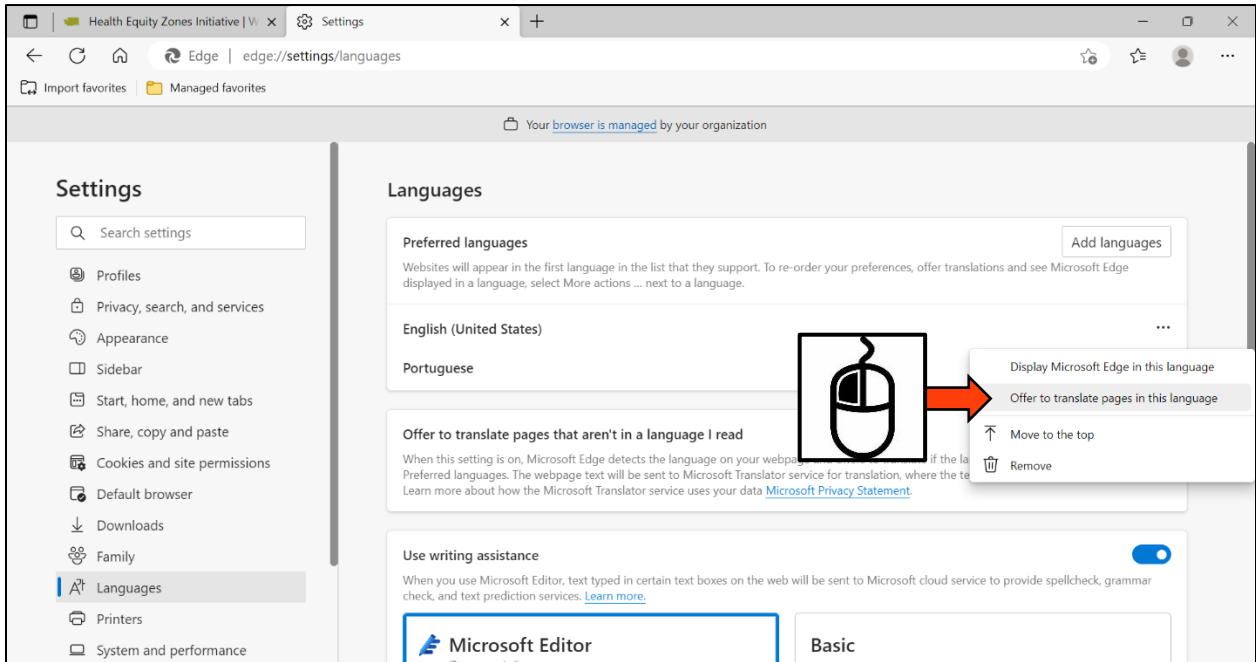 Health Equity Zones Initiative | W
Settings
Edge | edge://settings/languages
Import favorites
Managed favorites
Your browser is managed by your organization
Settings
Search settings
Profiles
Privacy, search, and services
Appearance
Sidebar
Start, home, and new tabs
Share, copy and paste
Cookies and site permissions
Default browser
Downloads
Family
Languages
Printers
System and performance
Languages
Preferred languages
Add languages
Websites will appear in the first language in the list that they support. To re-order your preferences, offer translations and see Microsoft Edge
displayed in a language, select More actions ... next to a language.
English (United States)
Portuguese
Display Microsoft Edge in this language
Offer to translate pages in this language
Move to the top
Remove
Offer to translate pages that aren't in a language I read
When this setting is on, Microsoft Edge detects the language on your if the
Preferred languages. The webpage text will be sent to Microsoft Translator service for translation, where the
Learn more about how the Microsoft Translator service uses your data Microsoft Privacy Statement.
Use writing assistance
When you use Microsoft Editor, text typed in certain text boxes on the web will be sent to Microsoft cloud service to provide spellcheck, grammar
check, and text prediction services. Learn more.
Microsoft Editor
Basic